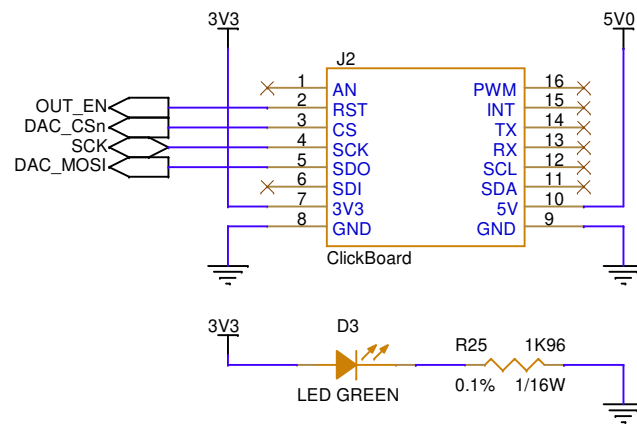 3V3 5V0
J2
1 AN PWM 16
OUT_EN 2 RST INT 15
DAC_CSn 3 CS TX 14
SCK 4 SCK RX 13
DAC_MOSI 5 SDO SCL 12
6 SDI SDA 11
7 3V3 5V 10
8 GND GND 9
ClickBoard
3V3 D3 R25 1K96
LED GREEN 0.1% 1/16W